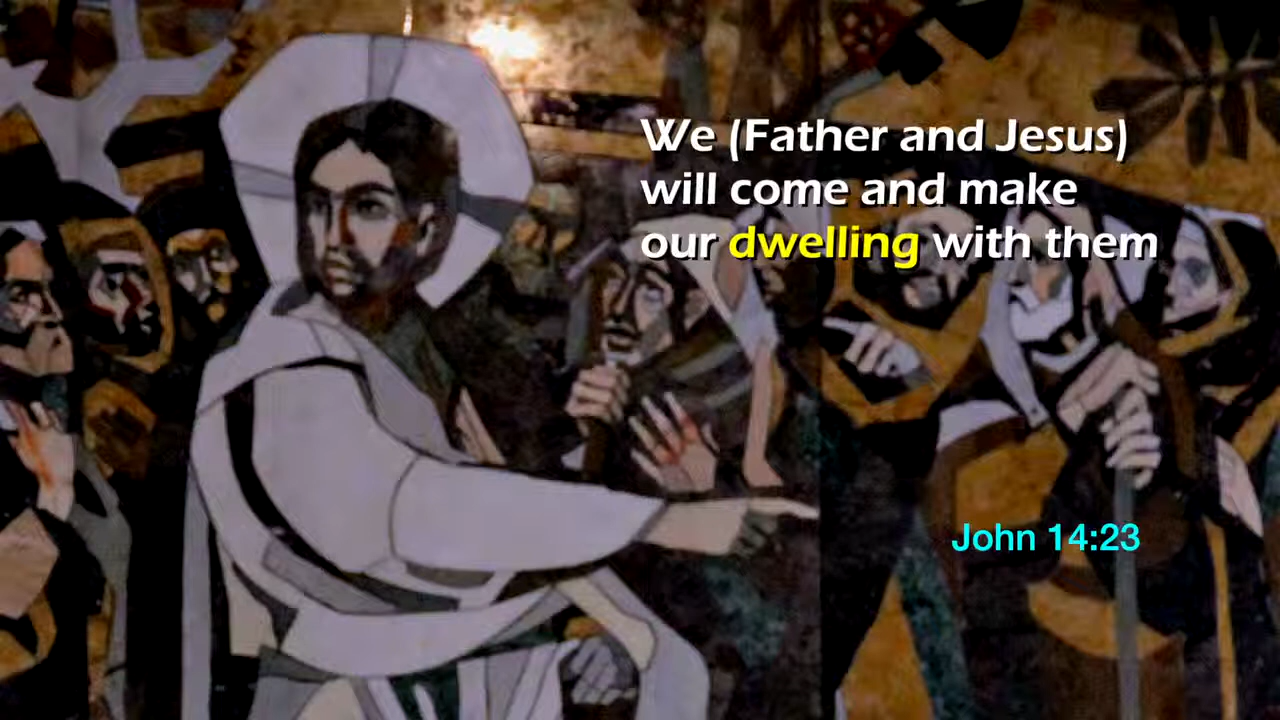 We (Father and Jesus)
will come and make
our dwelling with them
John 14:23